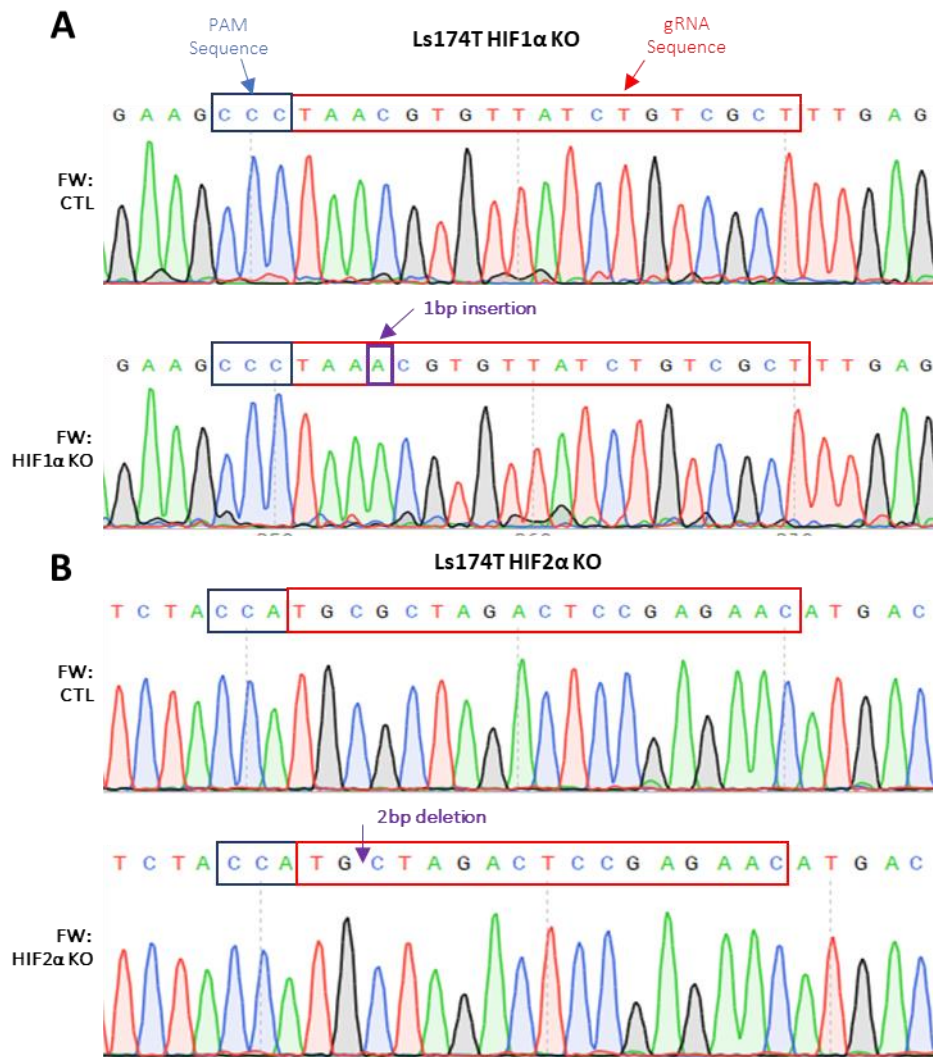 A
Ls174T HIF1α KO
PAM
Sequence
gRNA
Sequence
G A A G C C C T A A C G T G T T A T C T G T C G C T T T G A G
FW:
CTL
1bp insertion
G A A G C C C T A A A C G T G T T A T C T G T C G C T T T G A G
FW:
HIF1α KO
B
Ls174T HIF2α KO
T C T A C C A T G C G C T A G A C T C C G A G A A C A T G A C
FW:
CTL
2bp deletion
T C T A C C A T G C T A G A C T C C G A G A A C A T G A C
FW:
HIF2α KO